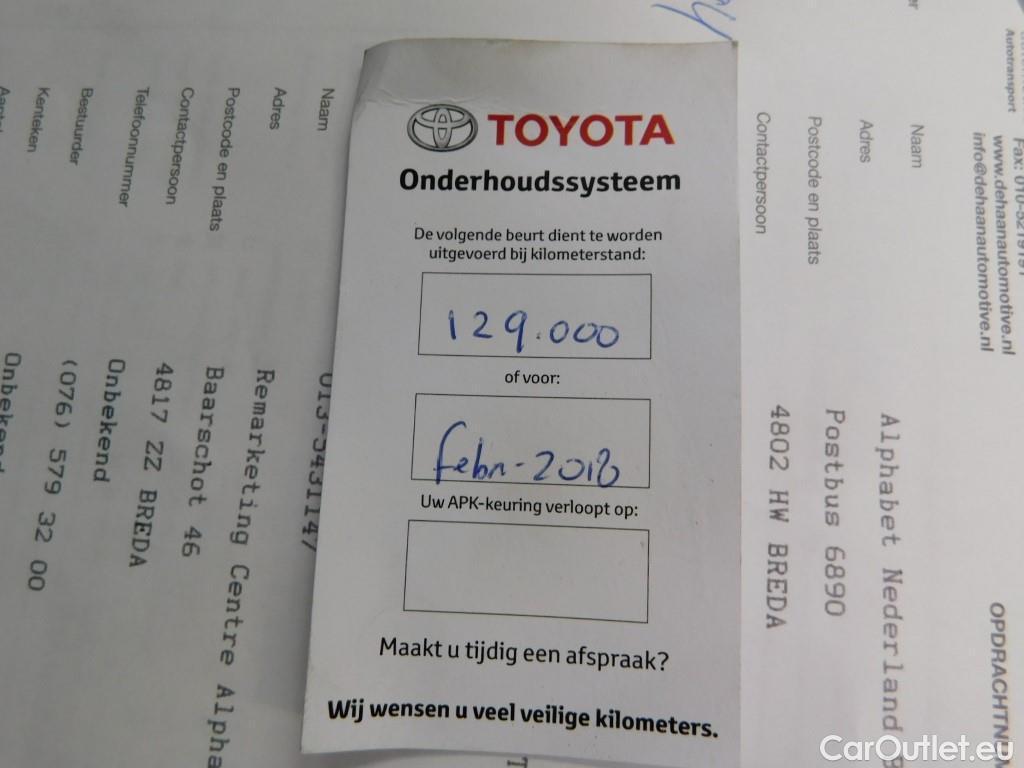 TOYOTA
Onderhoudssysteem
De volgende beurt dient te worden
uitgevoerd bij kilometerstand:
129.000
of voor:
febr-2018
Uw APK-keuring verloopt op:
Maakt u tijdig een afspraak?
Wij wensen u veel veilige kilometers.
Autotransport
www.dehaanautomotive.nl
info@dehaanautomotive.nl
Naam
Adres
Postcode en plaats
Contactpersoon
Alphabet Nederland
Postbus 6890
4802 HW BREDA
Naam
Adres
Postcode en plaats
Contactpersoon
Telefoonnummer
Bestuurder
Kenteken
Remarketing Centre Alpha
Baarschot 46
4817 ZZ BREDA
Onbekend
(076) 579 32 00
Onbekend
CarOutlet.eu